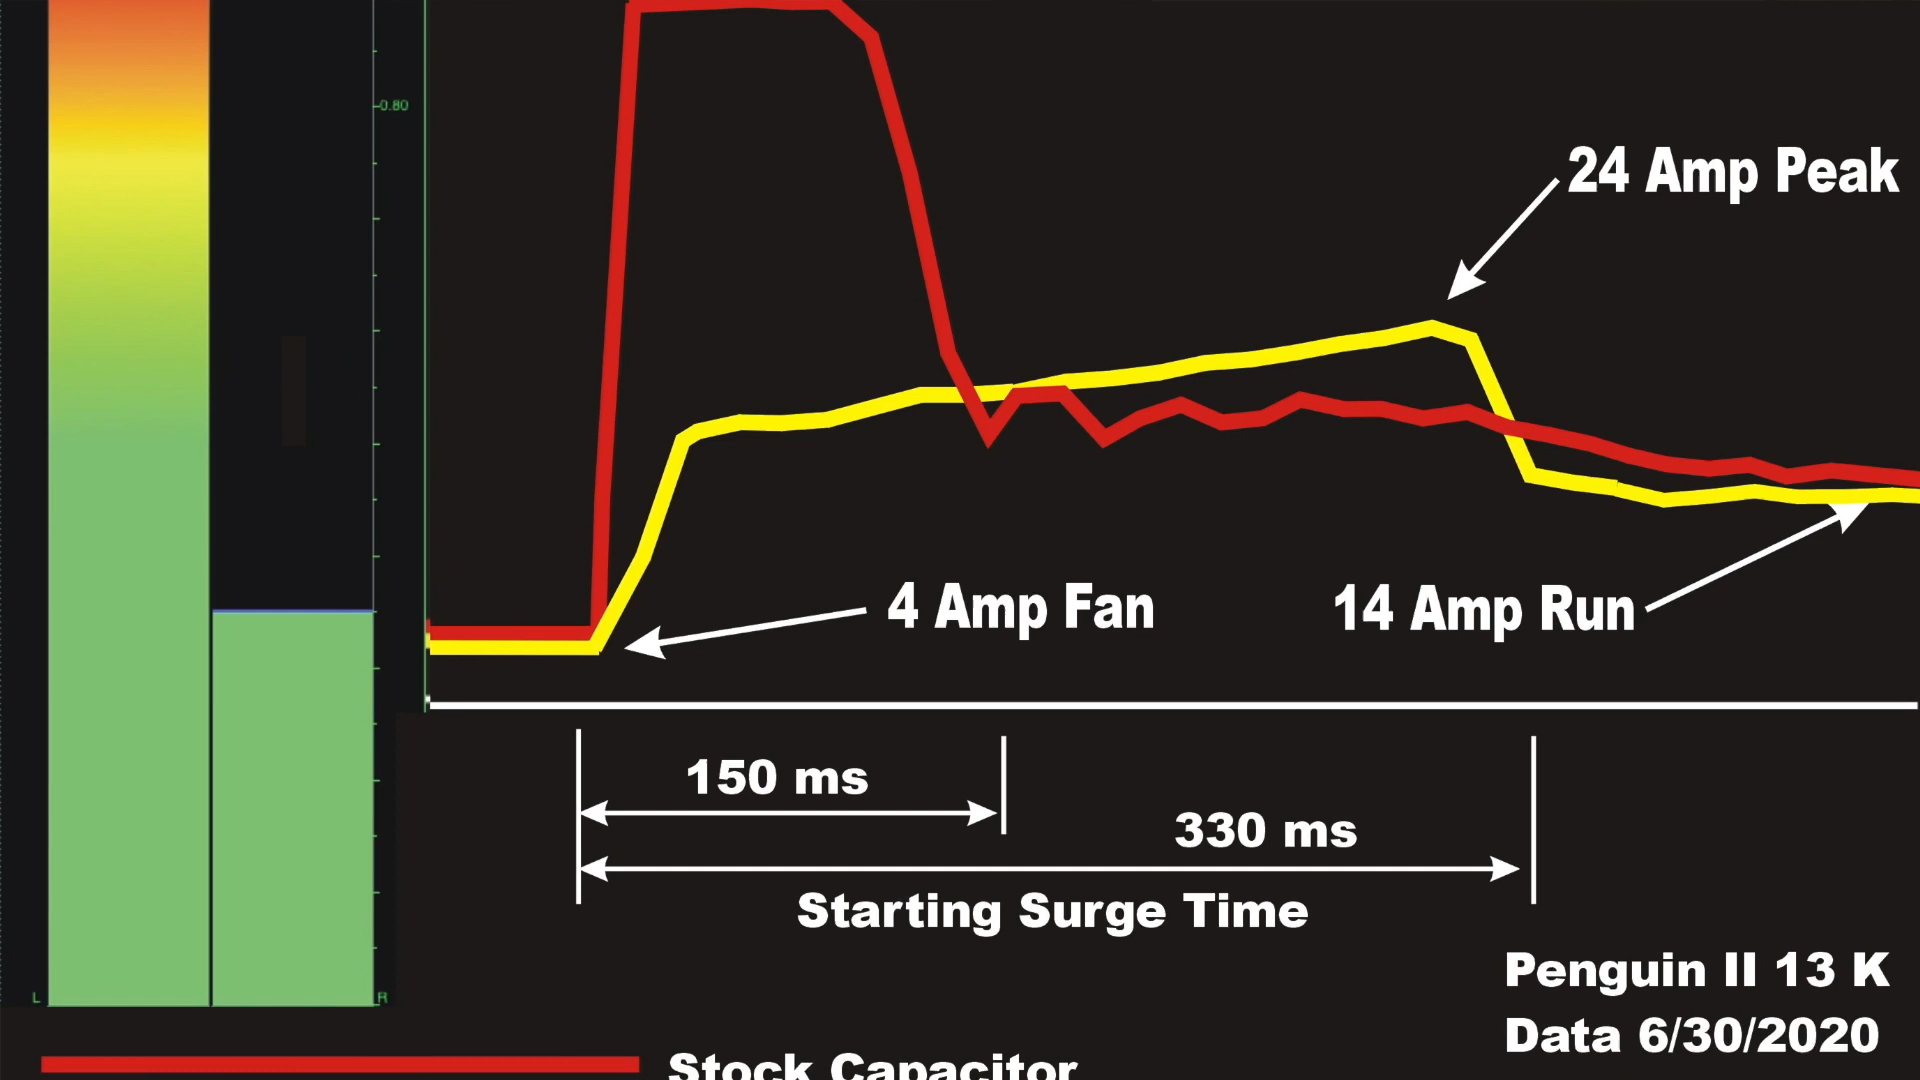 0.80
24 Amp Peak
4 Amp Fan
14 Amp Run
150 ms
330 ms
Starting Surge Time
L
R
Penguin II 13 K
Data 6/30/2020
Stock Capacitor